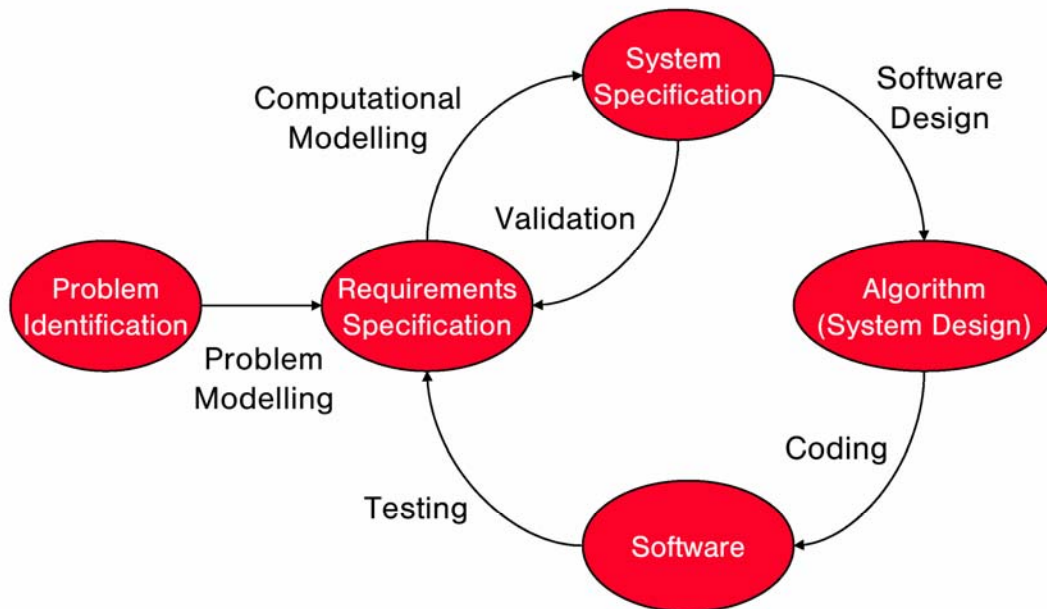 System
Specification
Computational
Modelling
Software
Design
Validation
Problem
Identification
Requirements
Specification
Algorithm
(System Design)
Problem
Modelling
Coding
Testing
Software